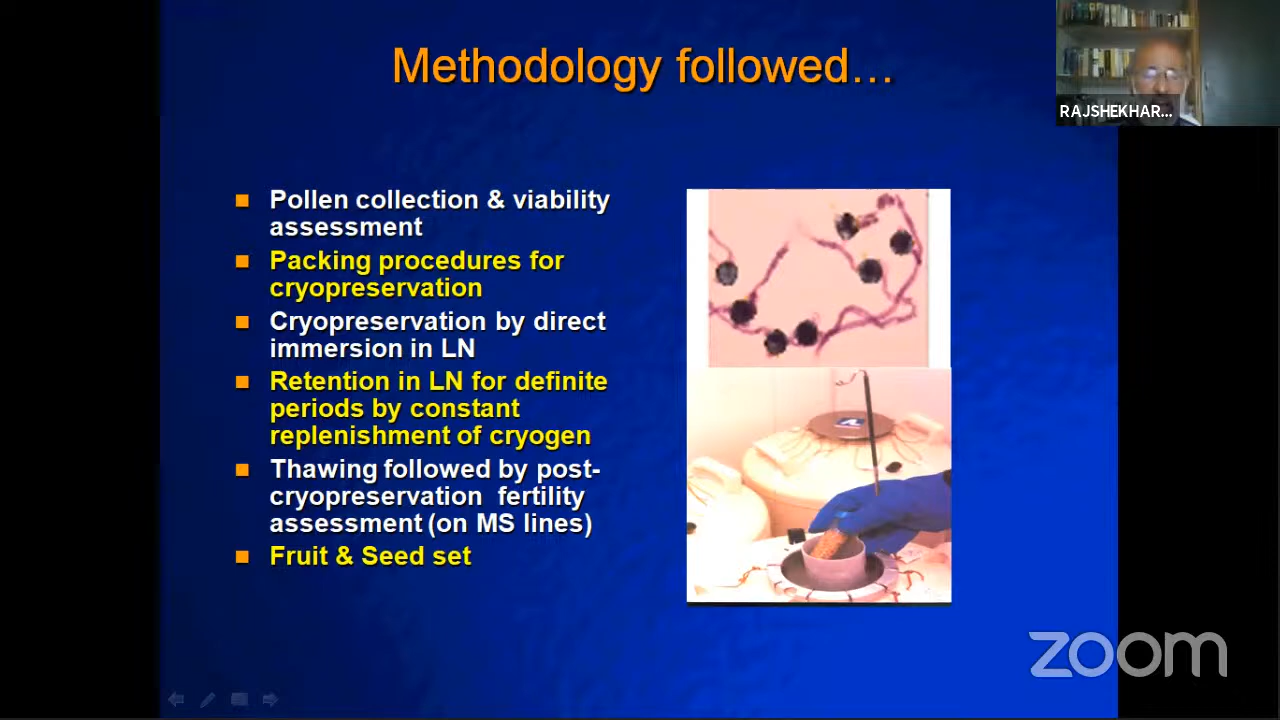 Methodology followed...
RAJSHEKHAR...
Pollen collection & viability
assessment
Packing procedures for
cryopreservation
Cryopreservation by direct
immersion in LN
Retention in LN for definite
periods by constant
replenishment of cryogen
Thawing followed by post-
cryopreservation fertility
assessment (on MS lines)
Fruit & Seed set
zoom